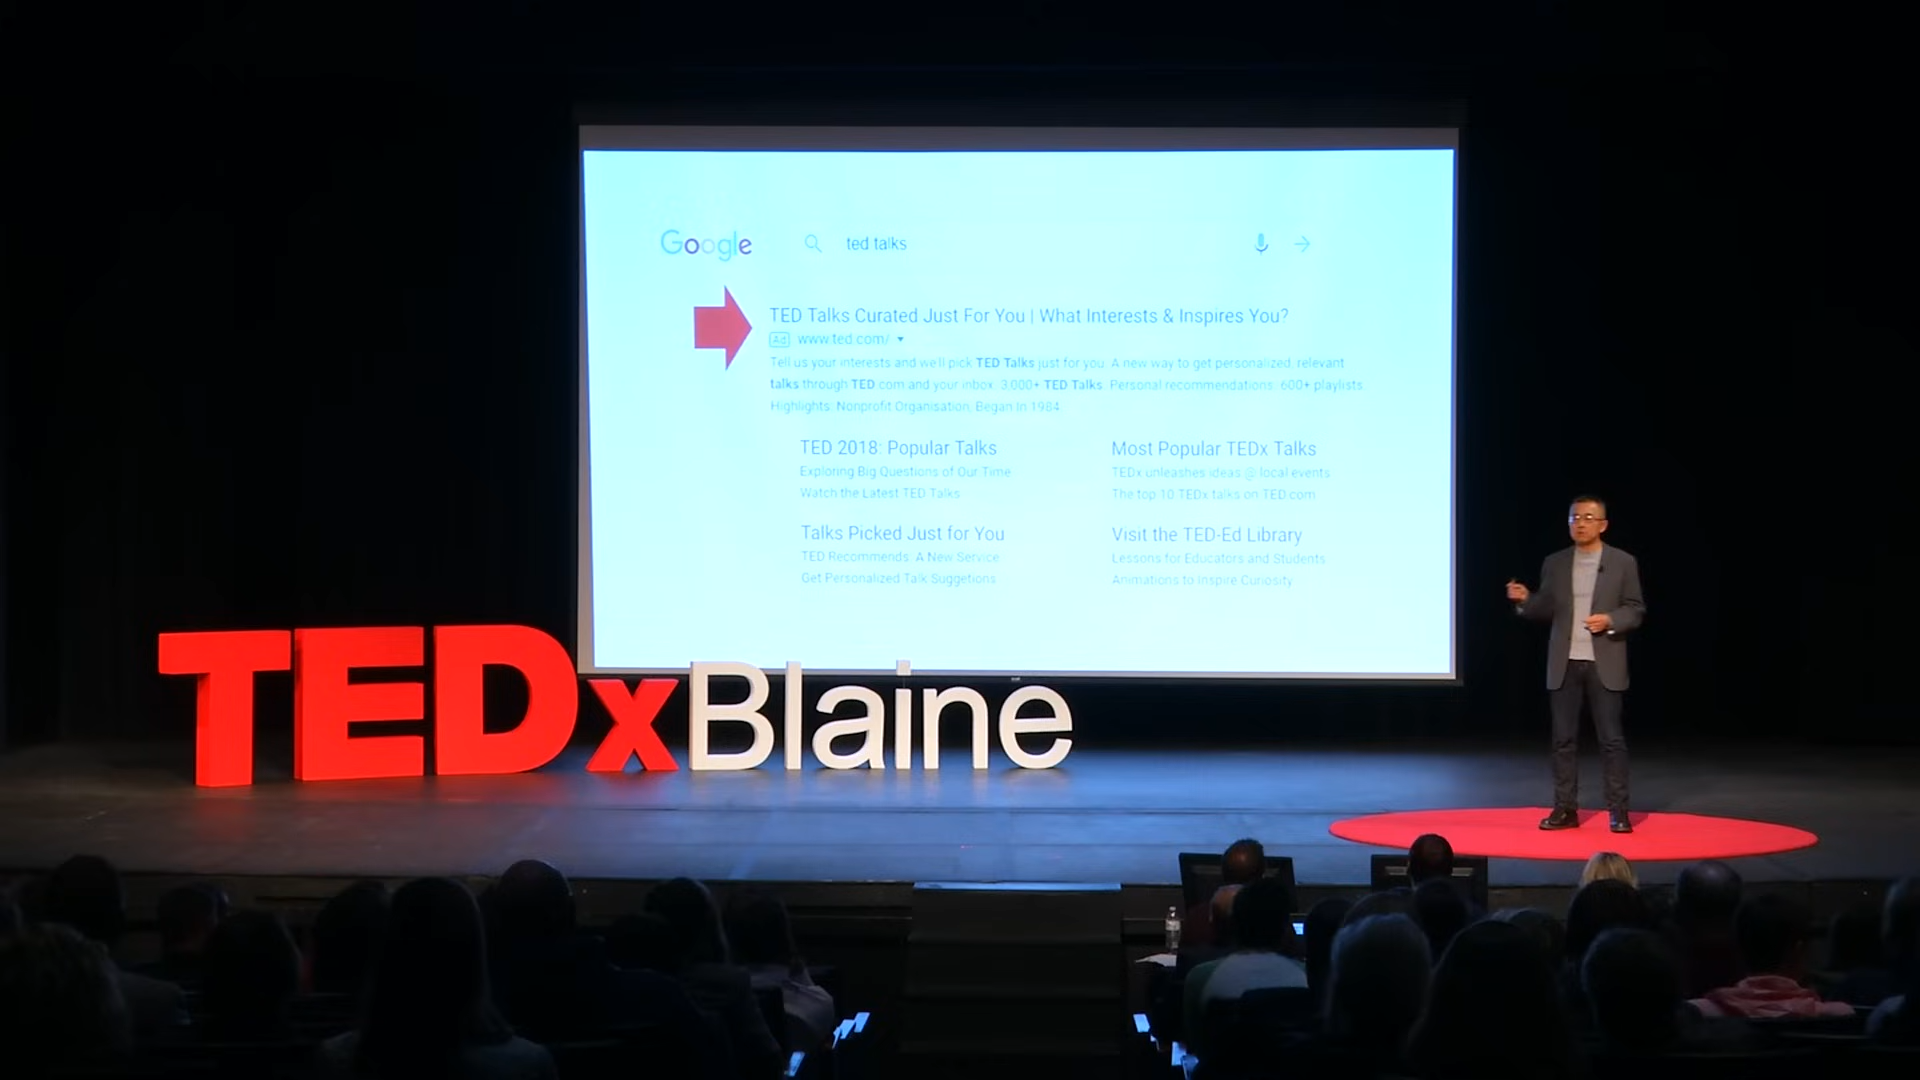 Google
ted talks
TED Talks Curated Just For You | What Interests & Inspires You?
Ad www.ted.com/
Tell us your interests and we'll pick TED Talks just for you. A new way to get personalized, relevant
talks through TED.com and your inbox. 3,000+ TED Talks. Personal recommendations. 600+ playlists.
Highlights: Nonprofit Organisation, Began In 1984
TED 2018: Popular Talks
Exploring Big Questions of Our Time
Watch the Latest TED Talks
Most Popular TEDx Talks
TEDx unleashes ideas @ local events
The top 10 TEDx talks on TED.com
Talks Picked Just for You
TED Recommends: A New Service
Get Personalized Talk Suggetions
Visit the TED-Ed Library
Lessons for Educators and Students
Animations to Inspire Curiosity
TEDxBlaine